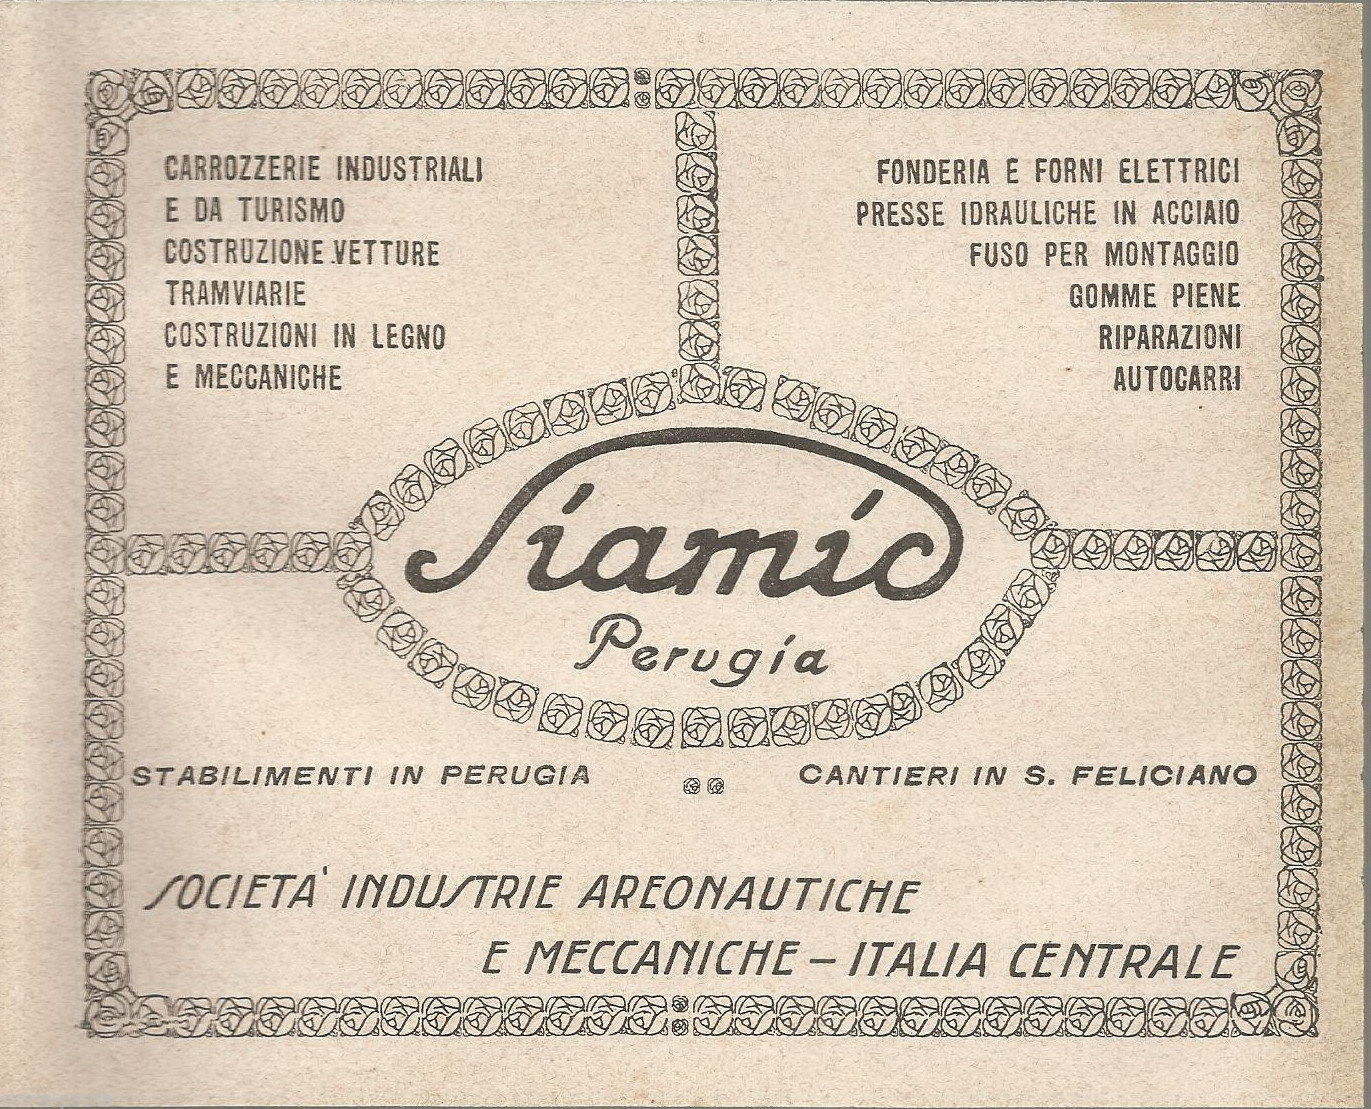 CARROZZERIE INDUSTRIALI
E DA TURISMO
COSTRUZIONE VETTURE
TRAMVIARIE
COSTRUZIONI IN LEGNO
E MECCANICHE
FONDERIA E FORNI ELETTRICI
PRESSE IDRAULICHE IN ACCIAIO
FUSO PER MONTAGGIO
GOMME PIENE
RIPARAZIONI
AUTOCARRI
Siamic
Perugia
STABILIMENTI IN PERUGIA
CANTIERI IN S. FELICIANO
SOCIETA' INDUSTRIE AREONAUTICHE
E MECCANICHE – ITALIA CENTRALE